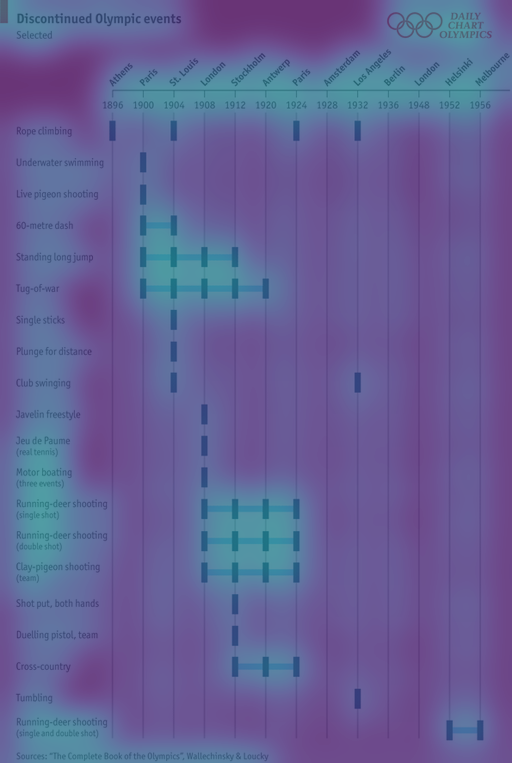 Discontinued Olympic events
Selected
DAILY
CHART
OLYMPICS
Athens Paris St. Louis London Stockholm Antwerp Paris Amsterdam Los Angeles Berlin London Helsinki Melbourne
1896 1900 1904 1908 1912 1920 1924 1928 1932 1936 1948 1952 1956
Rope climbing
Underwater swimming
Live pigeon shooting
60-metre dash
Standing long jump
Tug-of-war
Single sticks
Plunge for distance
Club swinging
Javelin freestyle
Jeu de Paume
(real tennis)
Motor boating
(three events)
Running-deer shooting
(single shot)
Running-deer shooting
(double shot)
Clay-pigeon shooting
(team)
Shot put, both hands
Duelling pistol, team
Cross-country
Tumbling
Running-deer shooting
(single and double shot)
Sources: "The Complete Book of the Olympics", Wallechinsky & Loucky